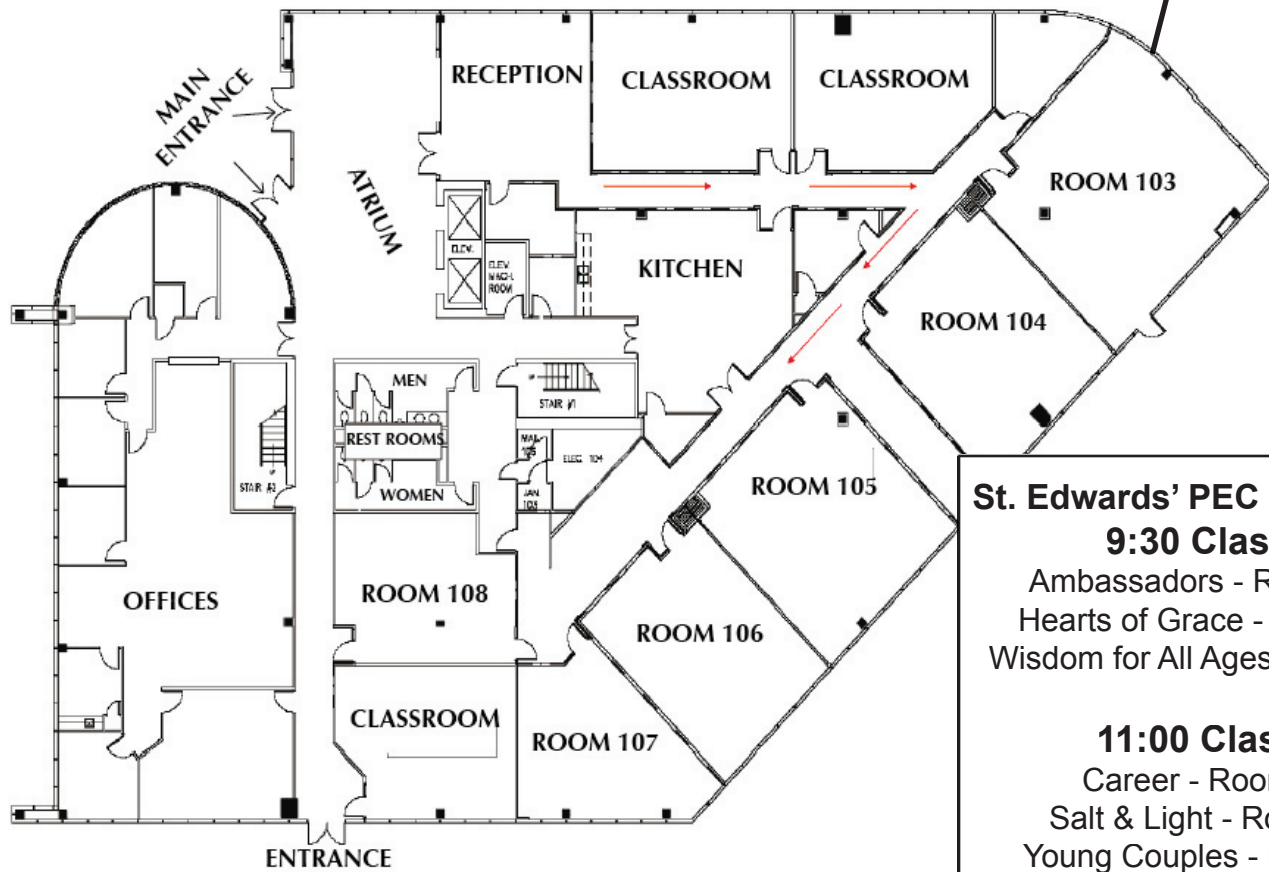 RECEPTION
CLASSROOM
CLASSROOM
MAIN
ENTRANCE
ATRIUM
ROOM 103
ELEV.
ELEV.
MACH.
ROOM
KITCHEN
ROOM 104
MEN
STAIR #1
REST ROOMS
ELEC. 104
JAN.
STAIR #2
WOMEN
ROOM 105
OFFICES
ROOM 108
ROOM 106
CLASSROOM
ROOM 107
ENTRANCE
St. Edwards’ PEC
9:30 Clas
Ambassadors - R
Hearts of Grace -
Wisdom for All Ages
11:00 Clas
Career - Roo
Salt & Light - Ro
Young Couples -